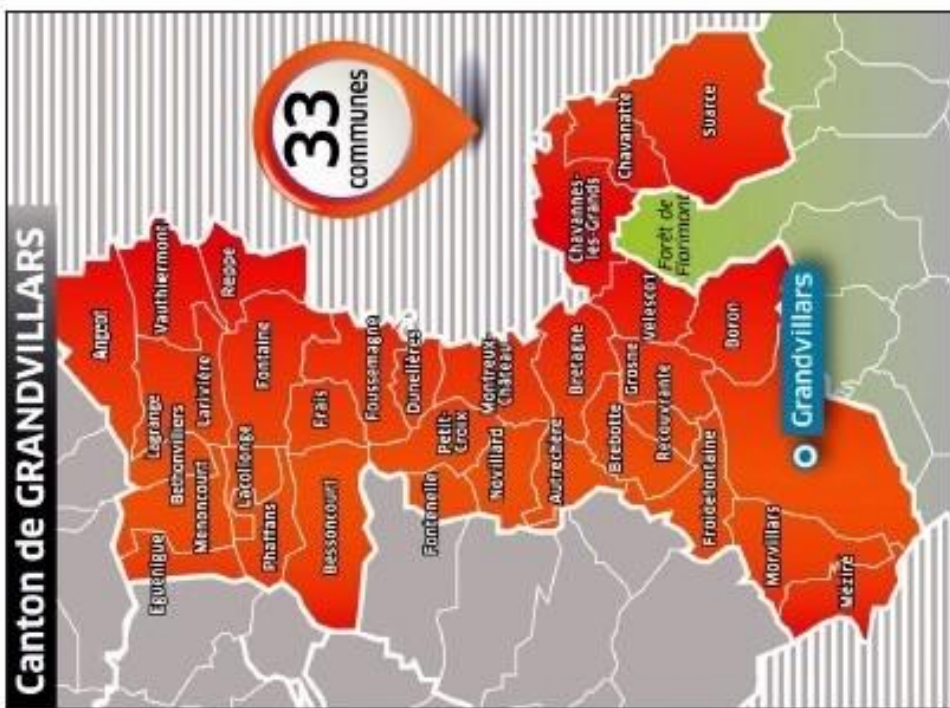 Canton de GRANDVILLARS
33
communes
Angeot
Vauthiermont
Reppe
Lagrange
Bethonvilliers
Larivière
Eguenigue
Menoncourt
Lacollonge
Fontaine
Phaffans
Frais
Bessoncourt
Foussemagne
Cunelières
Fontenelle
Petit-
Croix
Montreux-
Château
Novillard
Autrechêne
Bretagne
Chavannes-
les-Grands
Chavanatte
Suarce
Brebotte
Grosne
Vellescot
Forêt de
Florimont
Recouvrance
Froidefontaine
Boron
Grandvillars
Morvillars
Méziré